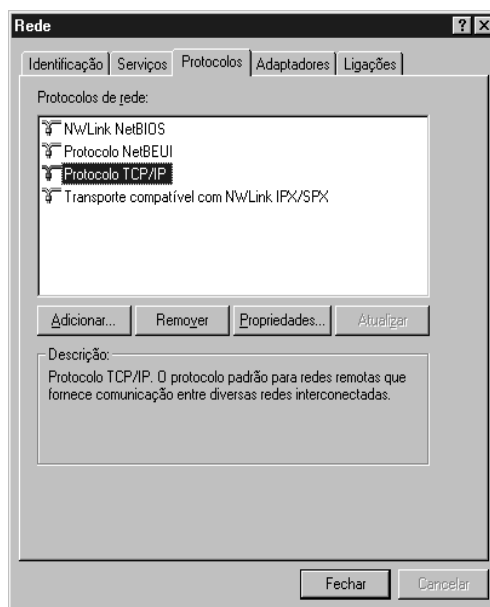 Rede
Identificação Serviços Protocolos Adaptadores Ligações
Protocolos de rede:
NWLink NetBIOS
Protocolo NetBEUI
Protocolo TCP/IP
Transporte compatível com NWLink IPX/SPX
Adicionar... Remover Propriedades... Atualizar
Descrição:
Protocolo TCP/IP. O protocolo padrão para redes remotas que
fornece comunicação entre diversas redes interconectadas.
Fechar Cancelar